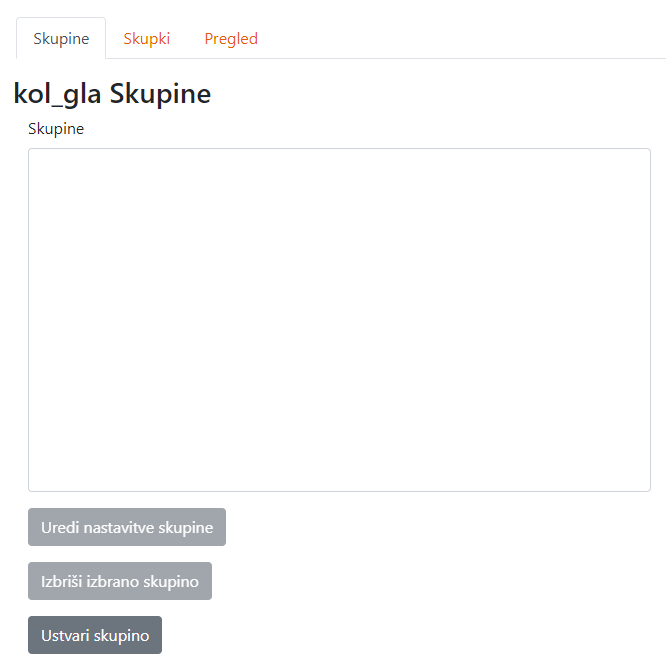 Skupine Skupki Pregled
kol_gla Skupine
Skupine
Uredi nastavitve skupine
Izbriši izbrano skupino
Ustvari skupino